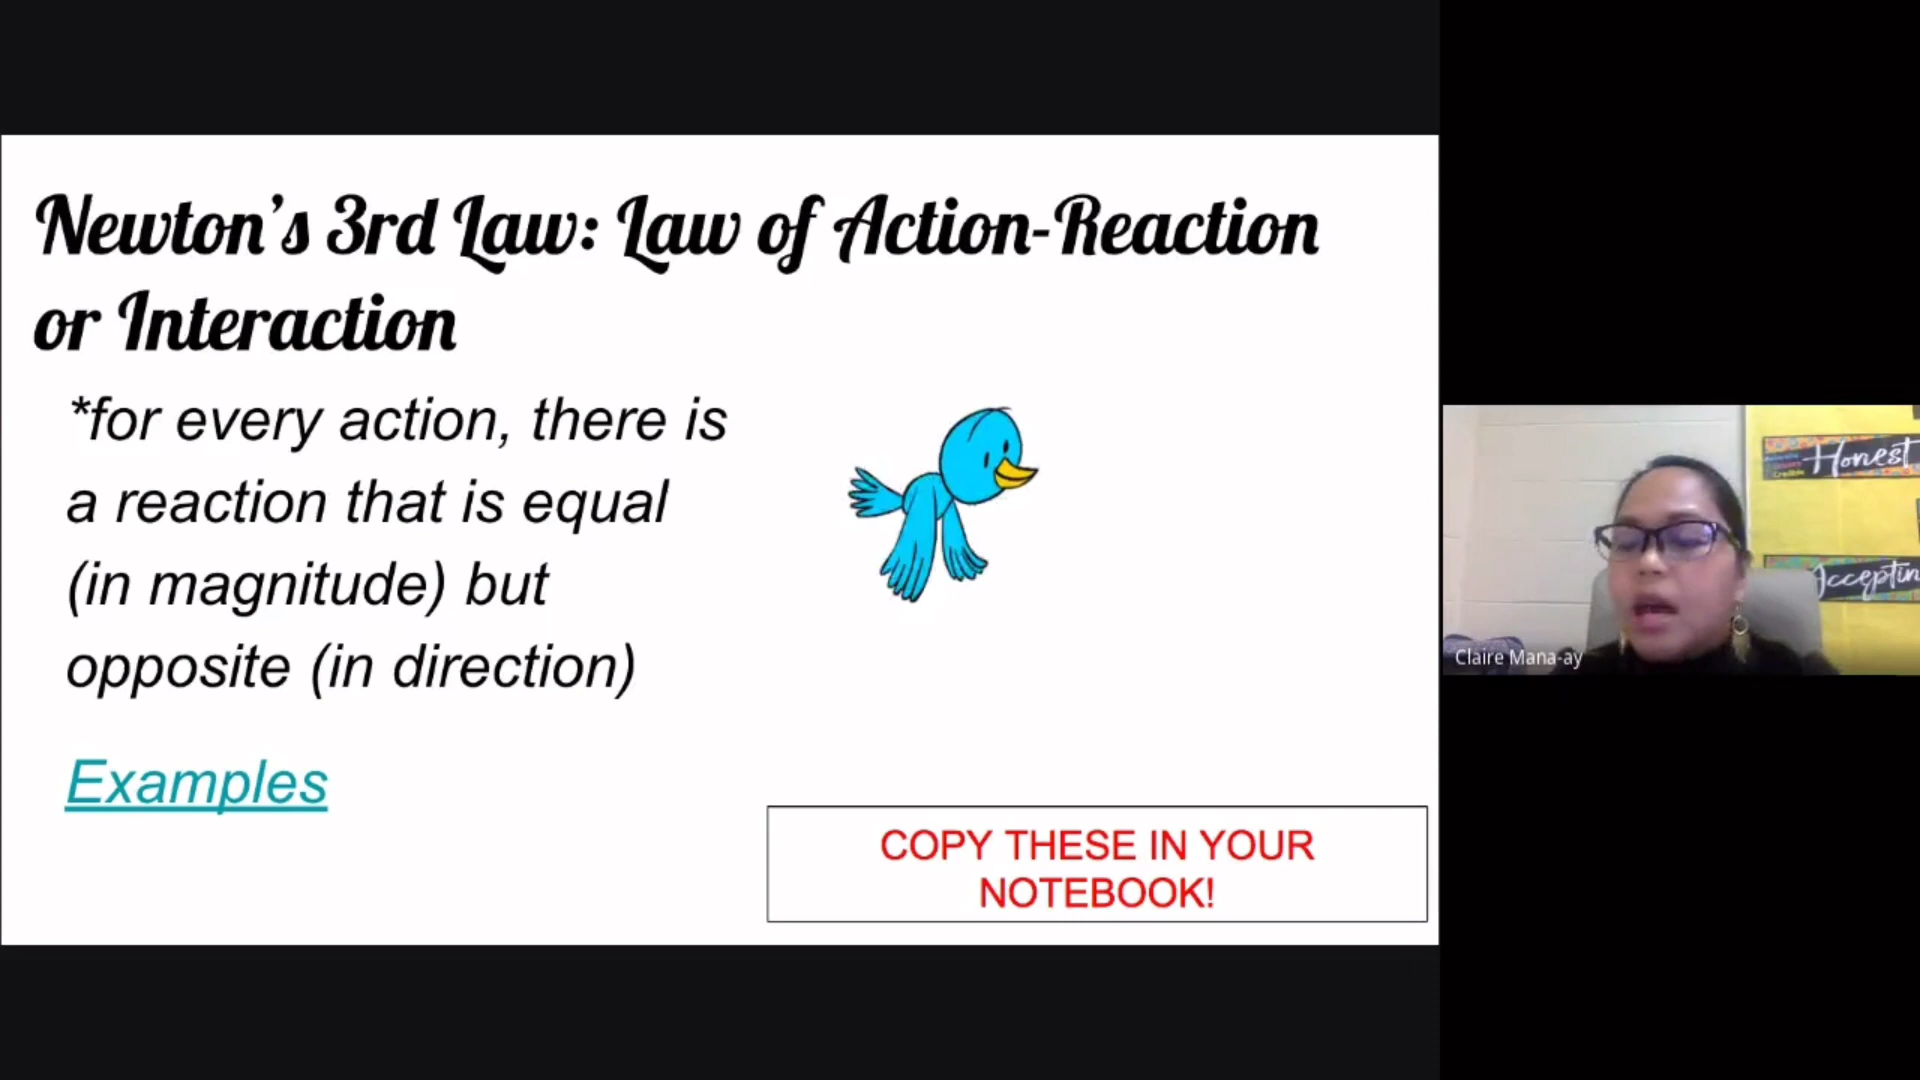 Newton's 3rd Law: Law of Action-Reaction
or Interaction
*for every action, there is
a reaction that is equal
(in magnitude) but
opposite (in direction)
Examples
COPY THESE IN YOUR
NOTEBOOK!
Honest
Acceptin
Claire Mana-ay